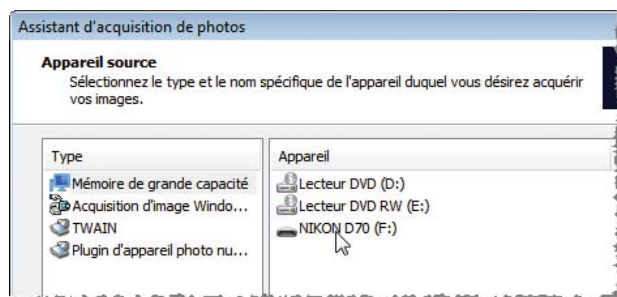 Assistant d'acquisition de photos
Appareil source
Sélectionnez le type et le nom spécifique de l'appareil duquel vous désirez acquérir
vos images.
Type
Appareil
Mémoire de grande capacité
Lecteur DVD (D:)
Acquisition d'image Windo...
Lecteur DVD RW (E:)
TWAIN
NIKON D70 (F:)
Plugin d'appareil photo nu...